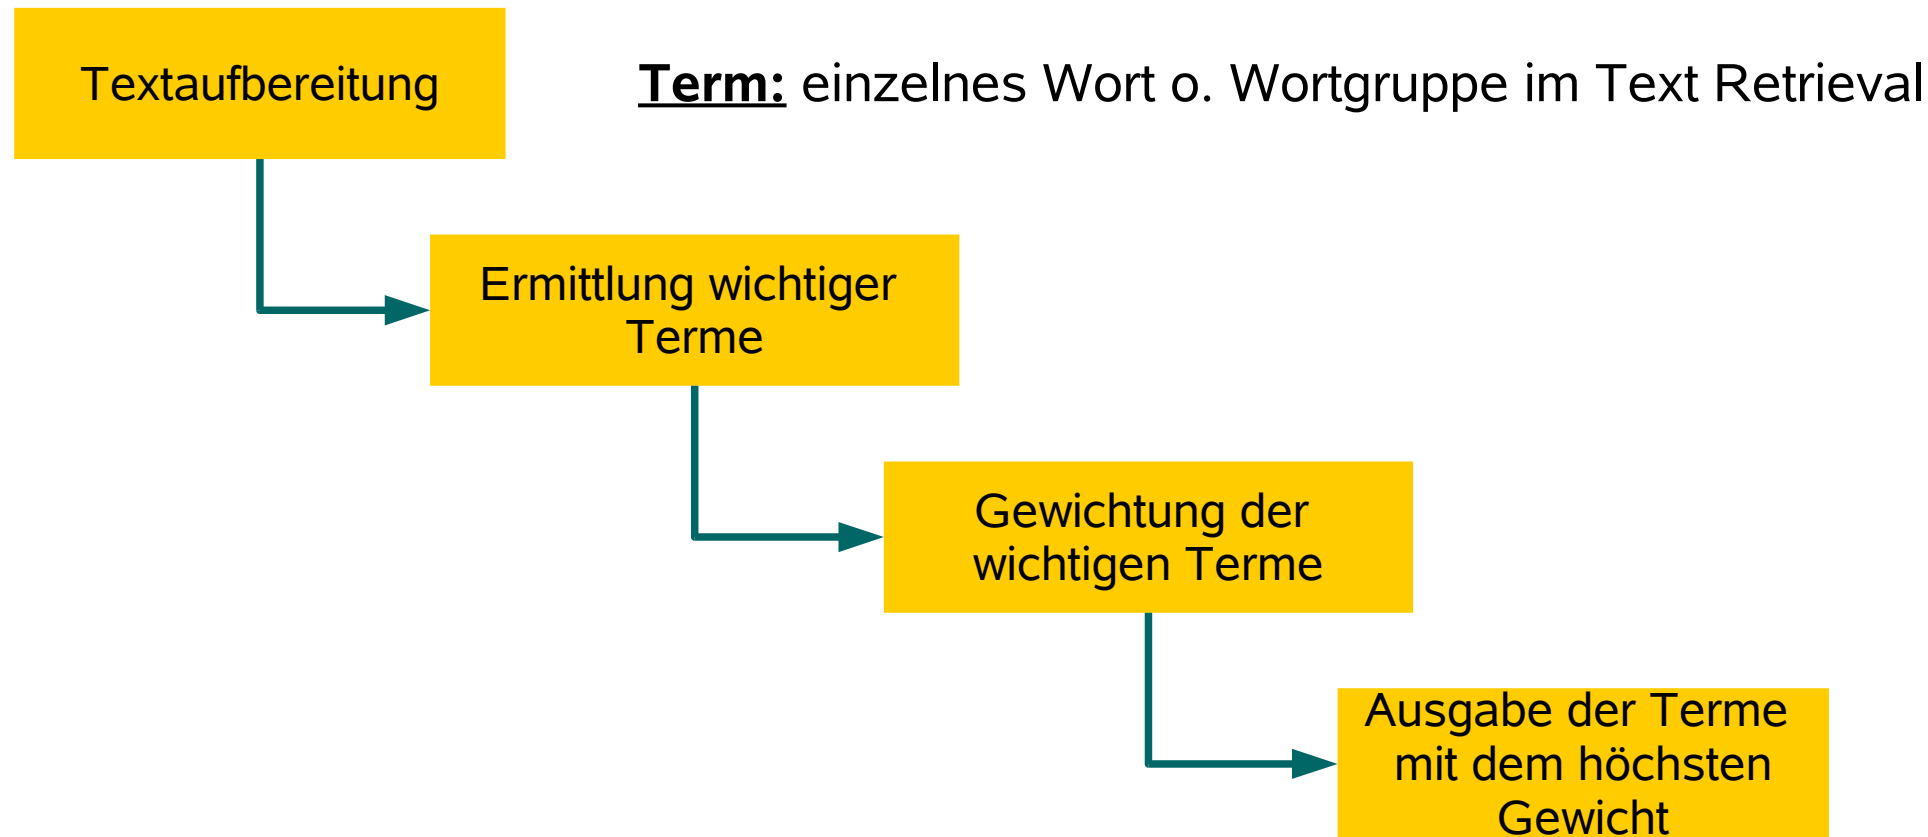 Textaufbereitung
Term: einzelnes Wort o. Wortgruppe im Text Retrieval
Ermittlung wichtiger
Terme
Gewichtung der
wichtigen Terme
Ausgabe der Terme
mit dem höchsten
Gewicht